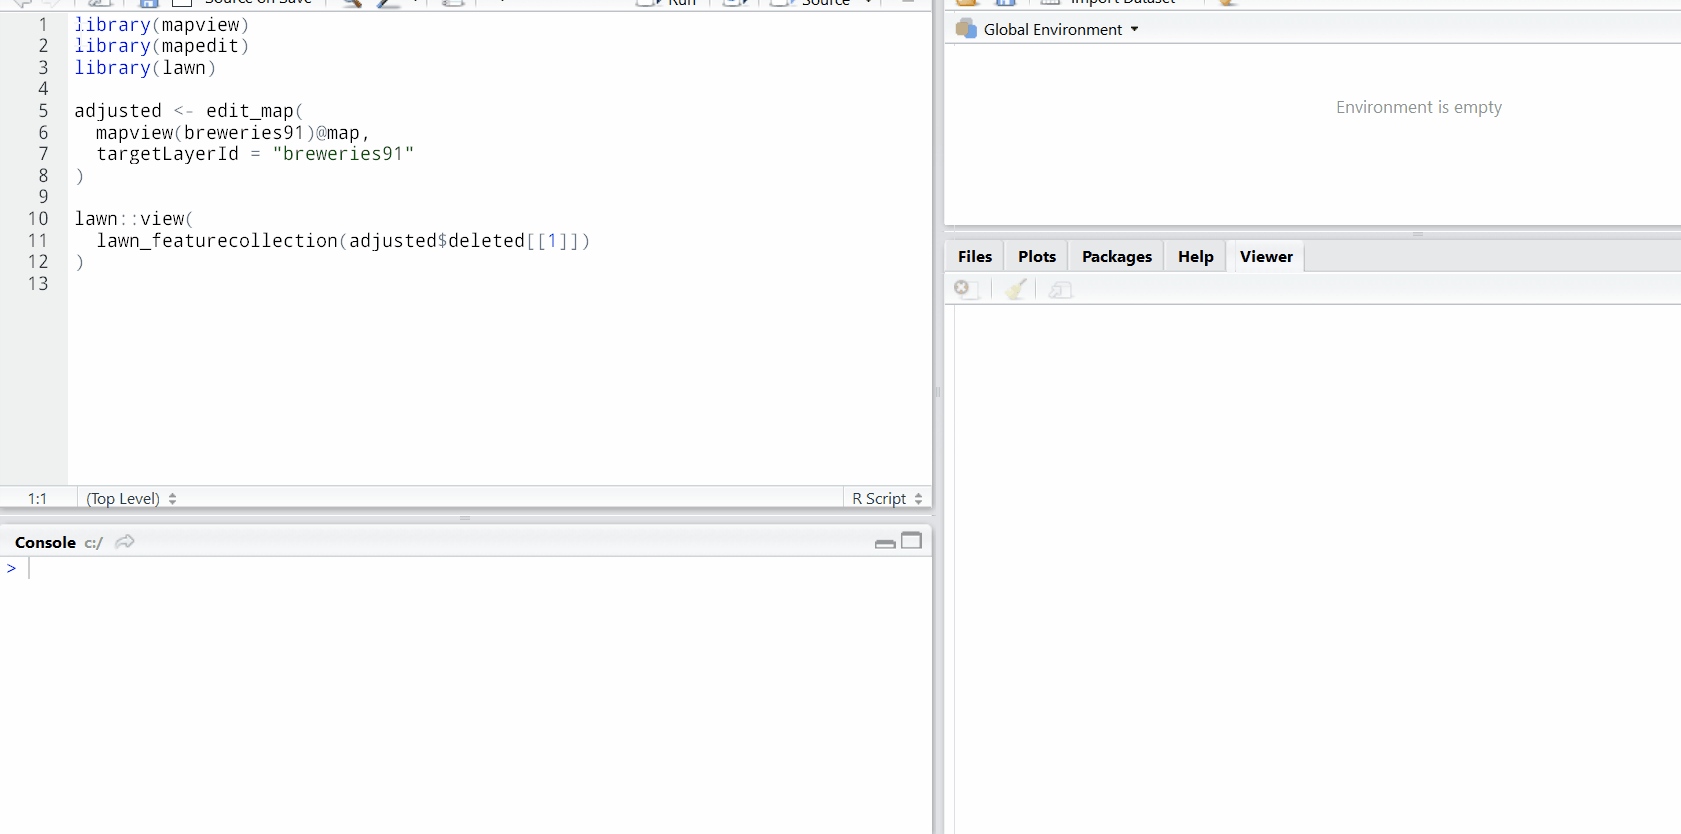 Source on Save Run Source
1 library(mapview)
2 library(mapedit)
3 library(lawn)
4
5 adjusted <- edit_map(
6   mapview(breweries91)@map,
7   targetLayerId = "breweries91"
8 )
9
10 lawn::view(
11   lawn_featurecollection(adjusted$deleted[[1]])
12 )
13
1:1 (Top Level) R Script
Console c:/
>
Import Dataset
Global Environment
Environment is empty
Files Plots Packages Help Viewer